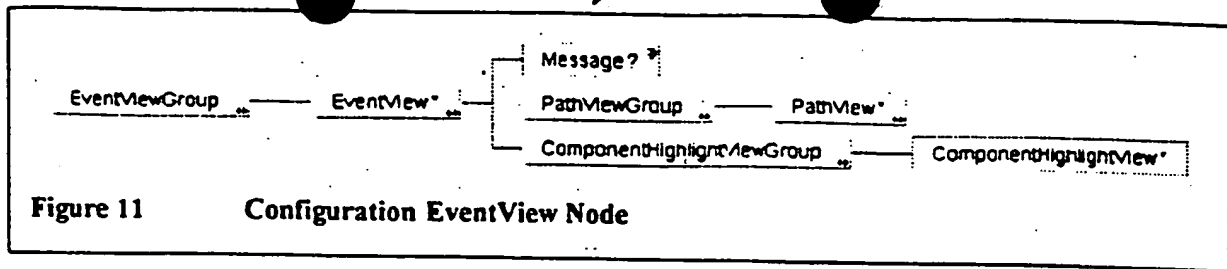 Message?
EventViewGroup EventView* PathViewGroup PathView*
ComponentHighlightViewGroup ComponentHighlightView*
Figure 11 Configuration EventView Node